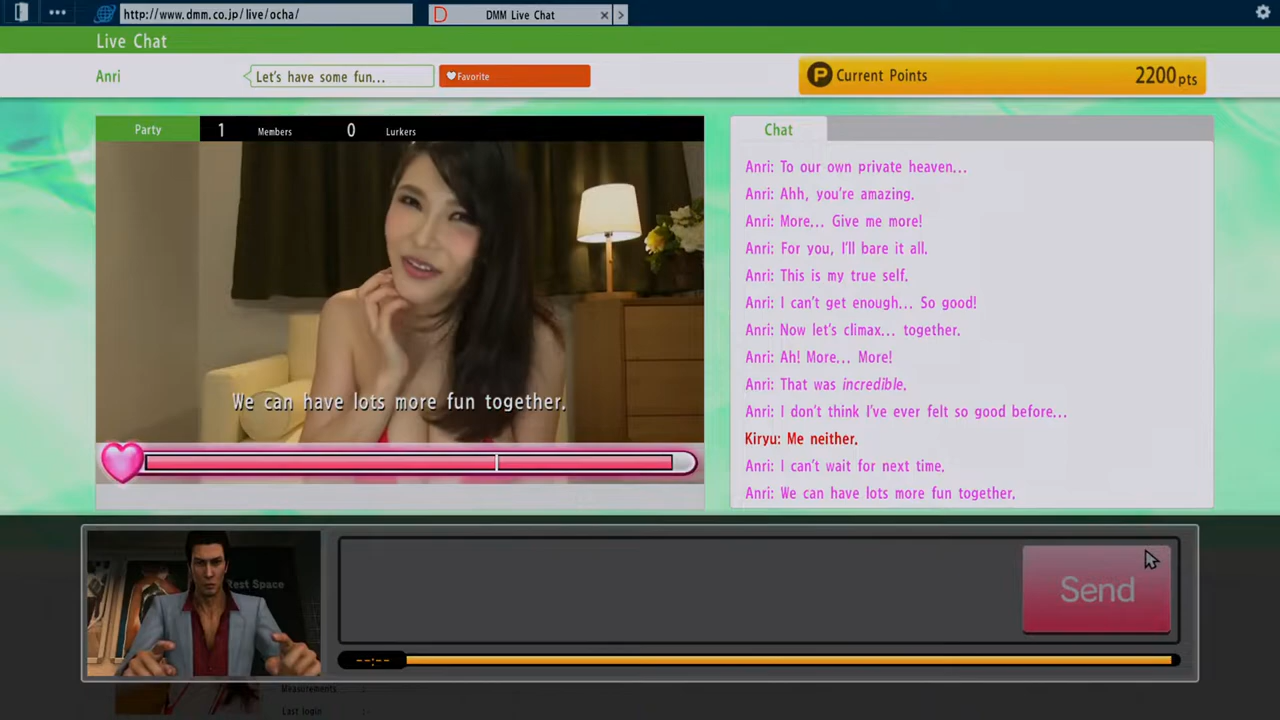 http://www.dmm.co.jp/live/ocha/
D DMM Live Chat
Live Chat
Anri
Let's have some fun...
Favorite
P Current Points
2200 pts
Party
1 Members
0 Lurkers
Chat
Anri: To our own private heaven...
Anri: Ahh, you're amazing.
Anri: More... Give me more!
Anri: For you, I'll bare it all.
Anri: This is my true self.
Anri: I can't get enough... So good!
Anri: Now let's climax... together.
Anri: Ah! More... More!
Anri: That was incredible.
Anri: I don't think I've ever felt so good before...
Kiryu: Me neither.
Anri: I can't wait for next time.
Anri: We can have lots more fun together.
We can have lots more fun together.
Rest Space
Send
--:--
Measurements :
Last login :